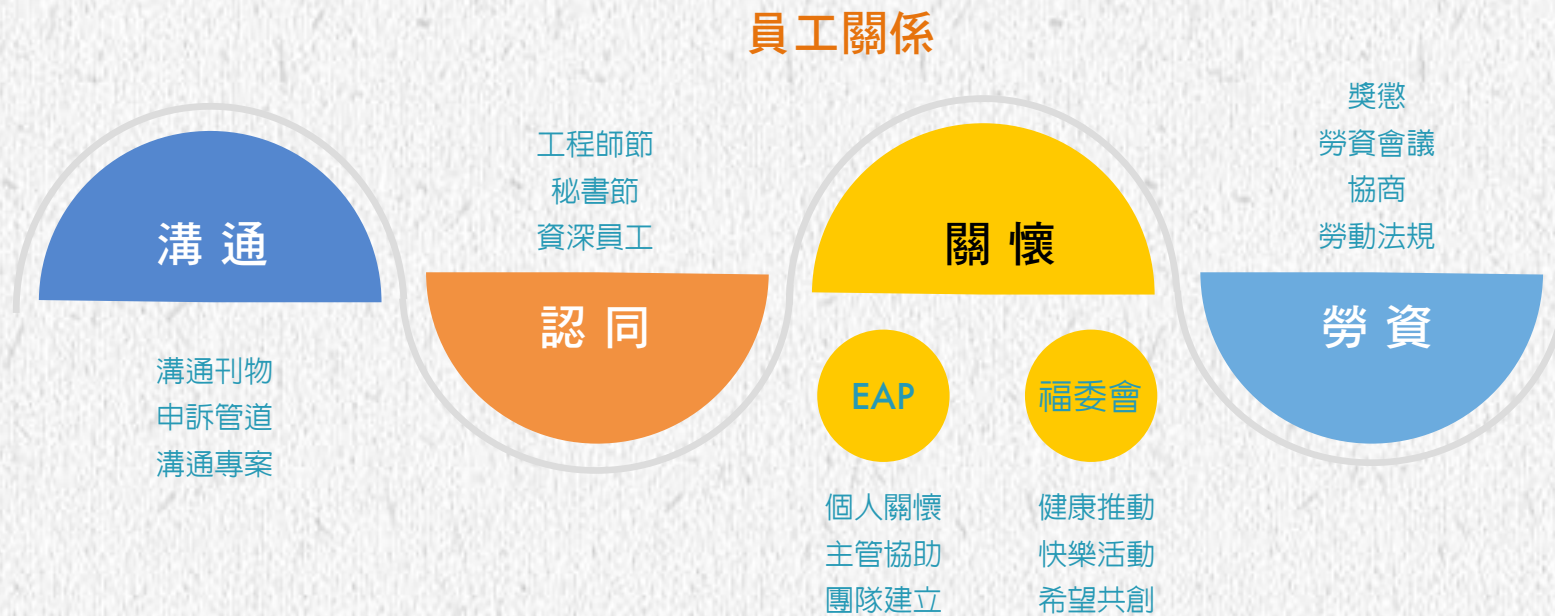 員工關係
溝通
溝通刊物
申訴管道
溝通專案
工程師節
秘書節
資深員工
認同
關懷
EAP
個人關懷
主管協助
團隊建立
福委會
健康推動
快樂活動
希望共創
獎懲
勞資會議
協商
勞動法規
勞資